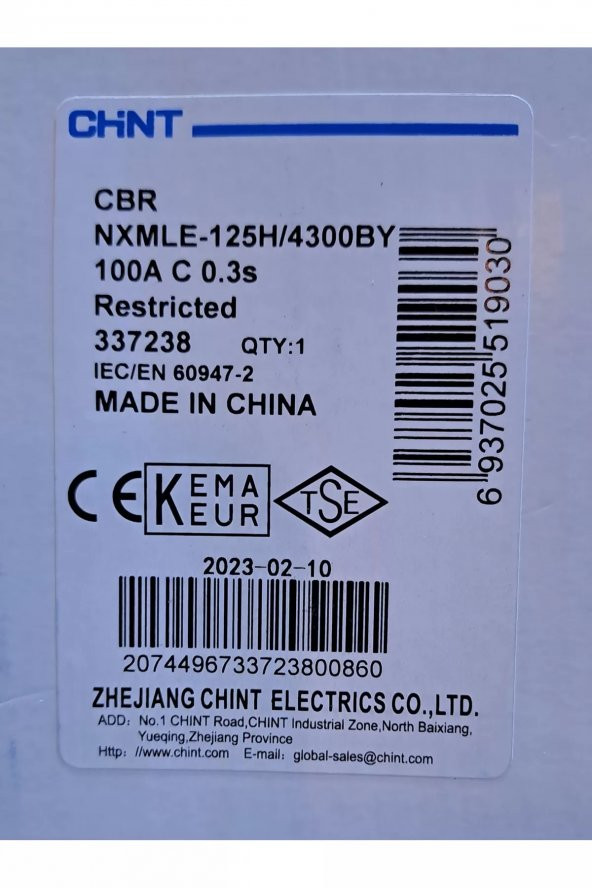 CHINT
CBR
NXMLE-125H/4300BY
100A C 0.3s
Restricted
337238 QTY:1
IEC/EN 60947-2
MADE IN CHINA
6 937025 519030
CE KEMA EUR TSE
2023-02-10
2074496733723800860
ZHEJIANG CHINT ELECTRICS CO.,LTD.
ADD: No.1 CHINT Road,CHINT Industrial Zone,North Baixiang,
Yueqing,Zhejiang Province
Http: //www.chint.com E-mail: global-sales@chint.com